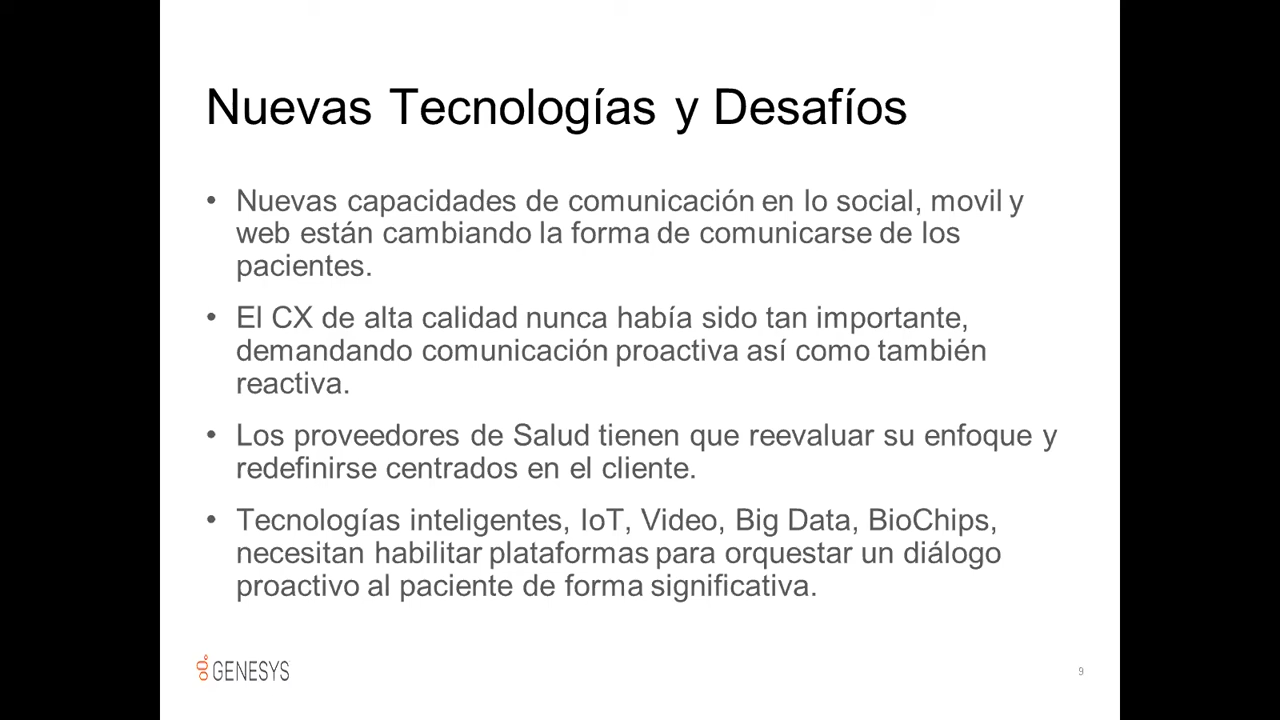 Nuevas Tecnologías y Desafíos
• Nuevas capacidades de comunicación en lo social, movil y
web están cambiando la forma de comunicarse de los
pacientes.
• El CX de alta calidad nunca había sido tan importante,
demandando comunicación proactiva así como también
reactiva.
• Los proveedores de Salud tienen que reevaluar su enfoque y
redefinirse centrados en el cliente.
• Tecnologías inteligentes, IoT, Video, Big Data, BioChips,
necesitan habilitar plataformas para orquestar un diálogo
proactivo al paciente de forma significativa.
GENESYS
9